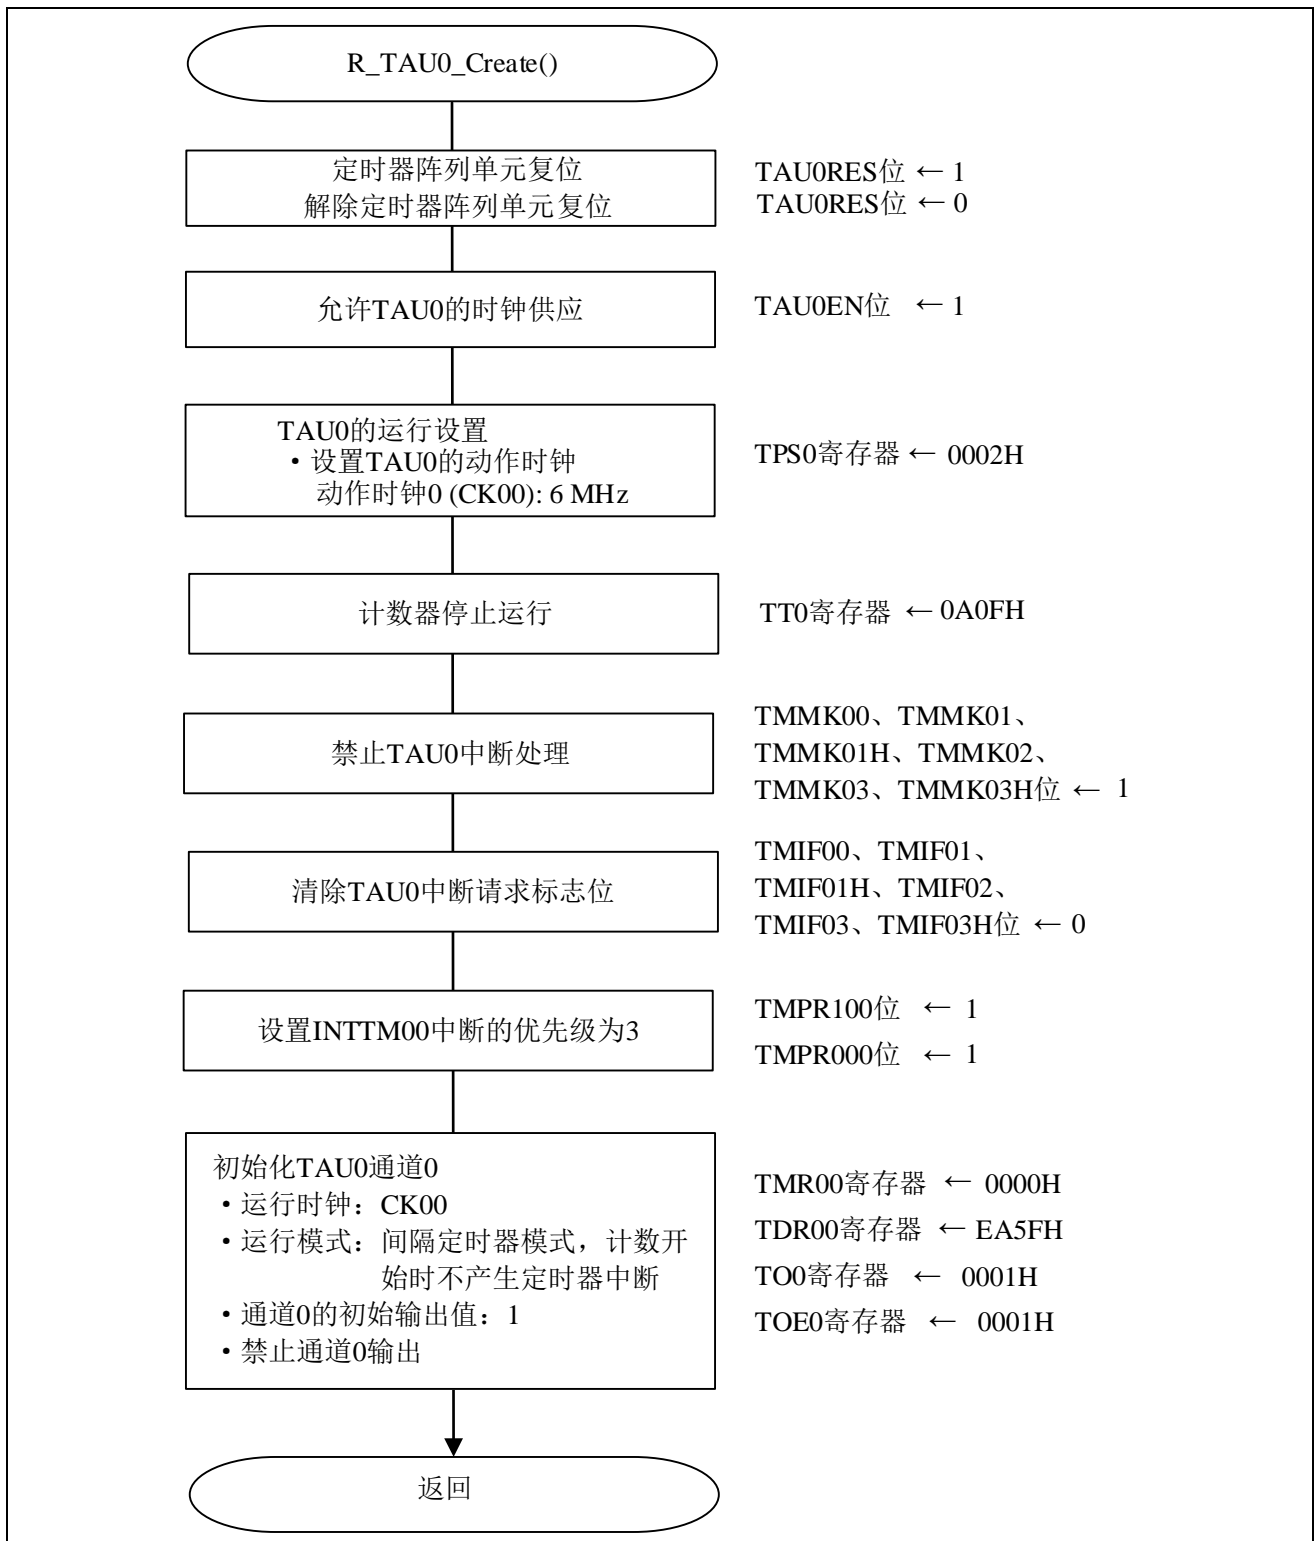 R_TAU0_Create()
定时器阵列单元复位
解除定时器阵列单元复位
TAU0RES位 ← 1
TAU0RES位 ← 0
允许TAU0的时钟供应
TAU0EN位 ← 1
TAU0的运行设置
・设置TAU0的动作时钟
动作时钟0 (CK00): 6 MHz
TPS0寄存器 ← 0002H
计数器停止运行
TT0寄存器 ← 0A0FH
禁止TAU0中断处理
TMMK00、TMMK01、
TMMK01H、TMMK02、
TMMK03、TMMK03H位 ← 1
清除TAU0中断请求标志位
TMIF00、TMIF01、
TMIF01H、TMIF02、
TMIF03、TMIF03H位 ← 0
设置INTTM00中断的优先级为3
TMPR100位 ← 1
TMPR000位 ← 1
初始化TAU0通道0
・运行时钟：CK00
・运行模式：间隔定时器模式，计数开
始时不产生定时器中断
・通道0的初始输出值：1
・禁止通道0输出
TMR00寄存器 ← 0000H
TDR00寄存器 ← EA5FH
TO0寄存器 ← 0001H
TOE0寄存器 ← 0001H
返回